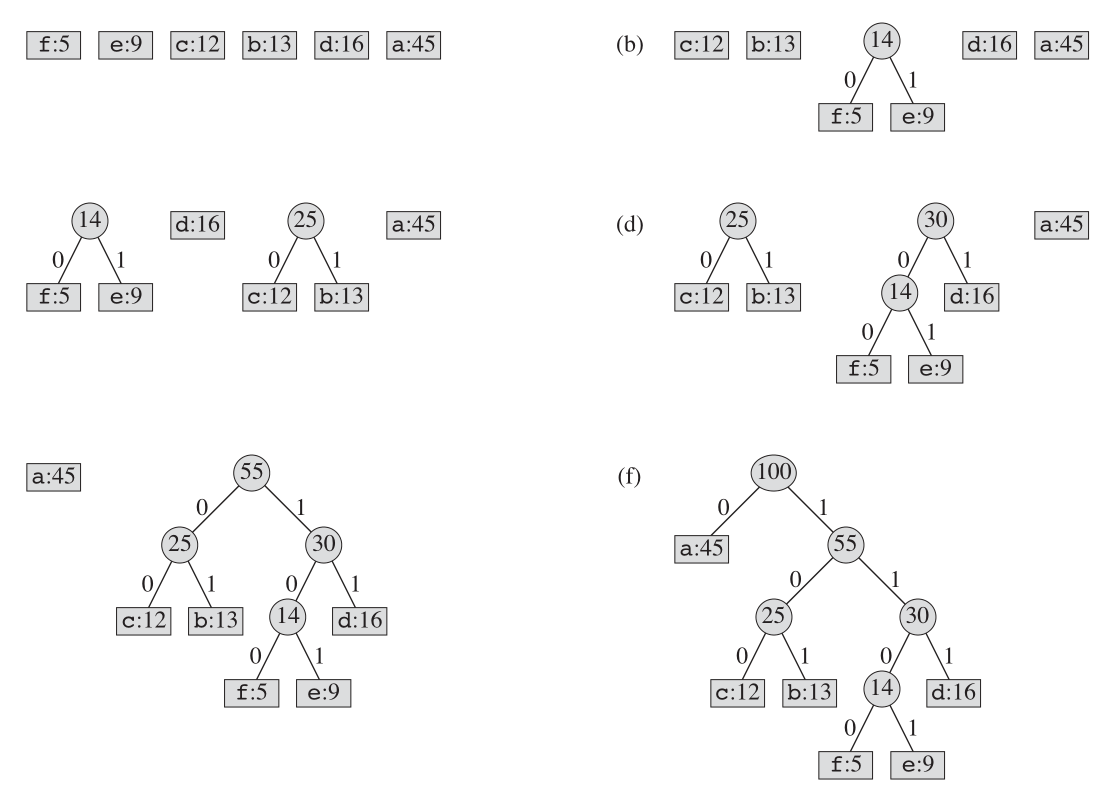 f:5 e:9 c:12 b:13 d:16 a:45
(b) c:12 b:13 14 d:16 a:45
0 1
f:5 e:9
14 d:16 25 a:45
0 1 0 1
f:5 e:9 c:12 b:13
(d) 25 30 a:45
0 1 0 1
c:12 b:13 14 d:16
0 1
f:5 e:9
a:45 55
0 1
25 30
0 1 0 1
c:12 b:13 14 d:16
0 1
f:5 e:9
(f) 100
0 1
a:45 55
0 1
25 30
0 1 0 1
c:12 b:13 14 d:16
0 1
f:5 e:9